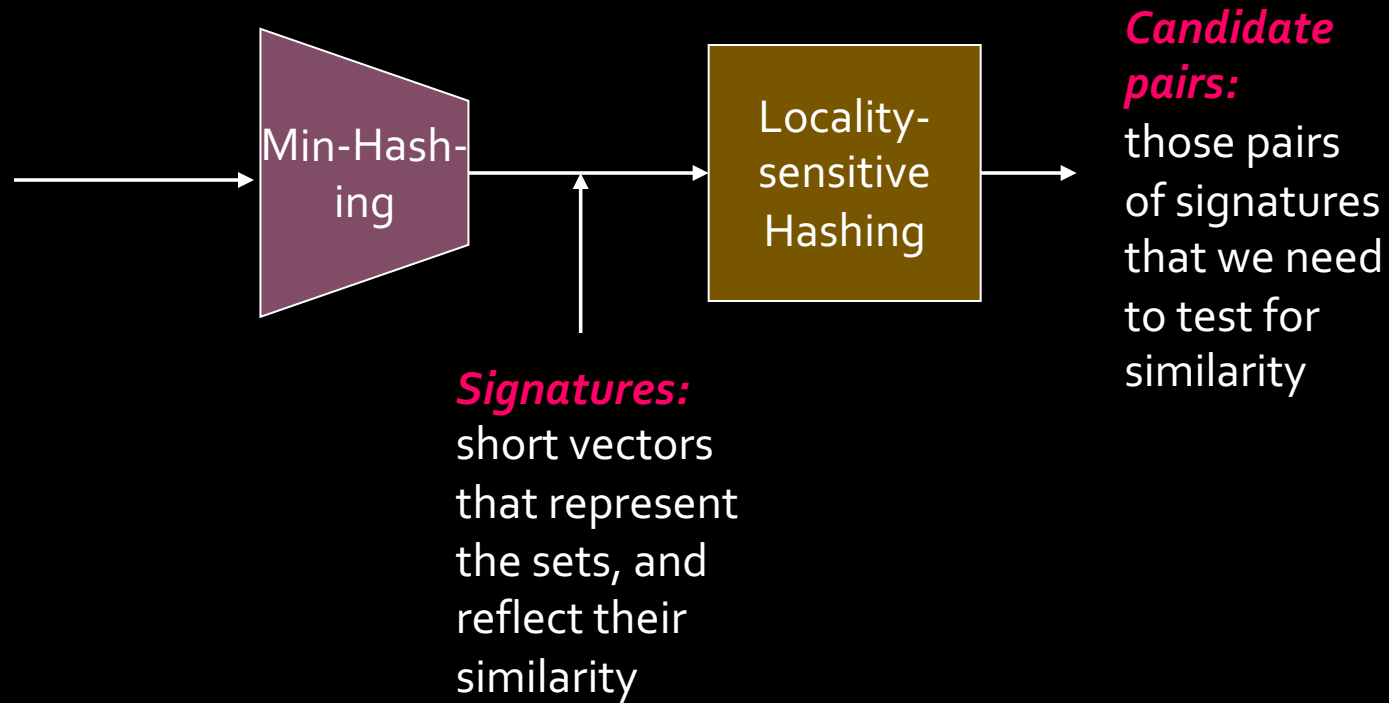 Min-Hash-
ing
Locality-
sensitive
Hashing
Candidate
pairs:
those pairs
of signatures
that we need
to test for
similarity
Signatures:
short vectors
that represent
the sets, and
reflect their
similarity